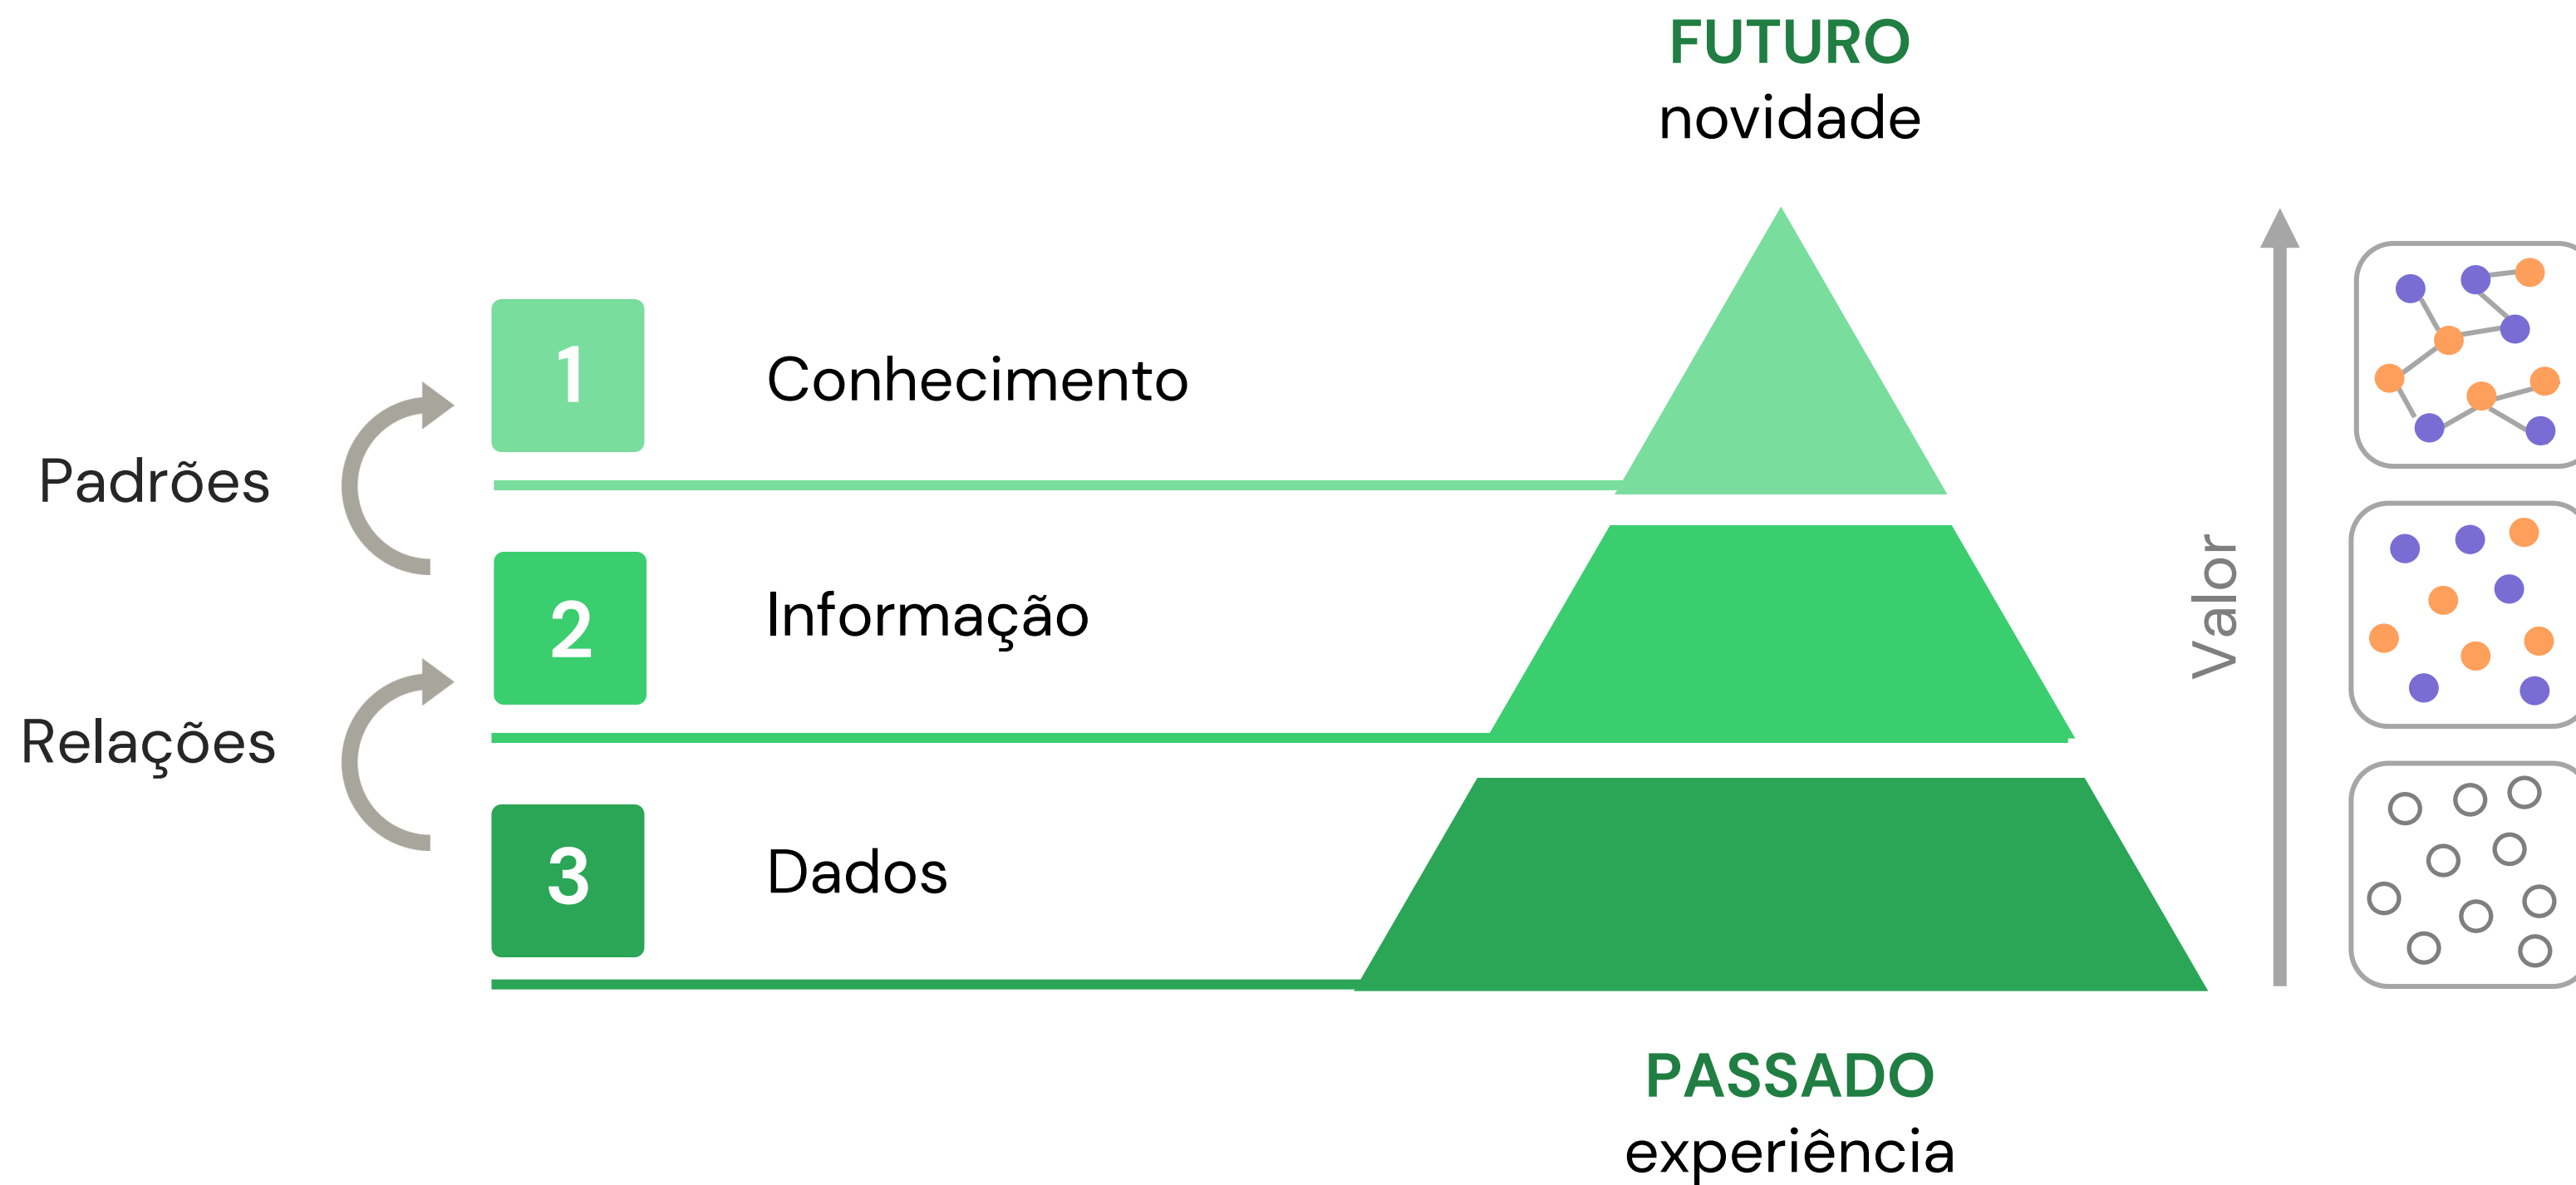 FUTURO
novidade
1
Conhecimento
Padrões
2
Informação
Valor
Relações
3
Dados
PASSADO
experiência